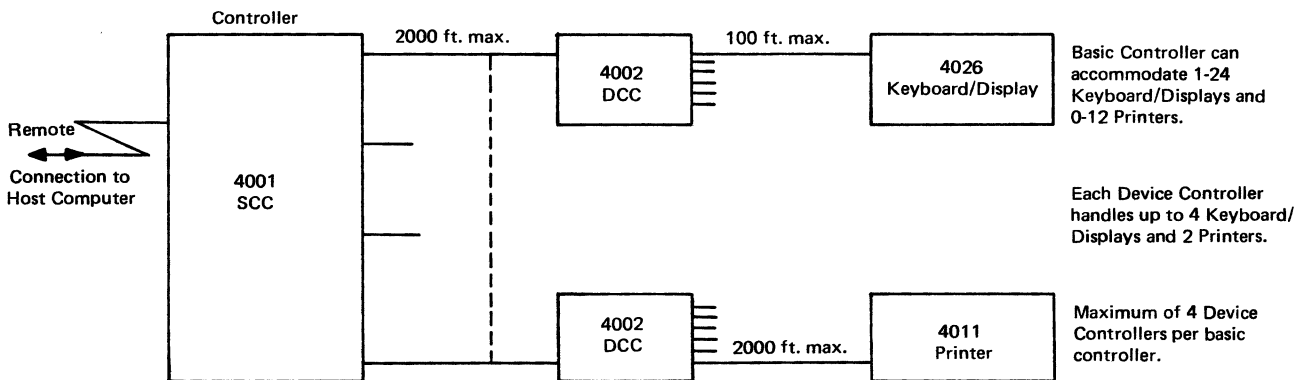 Controller
2000 ft. max.
100 ft. max.
4002
DCC
4026
Keyboard/Display
Basic Controller can
accommodate 1-24
Keyboard/Displays and
0-12 Printers.
Remote
Connection to
Host Computer
4001
SCC
Each Device Controller
handles up to 4 Keyboard/
Displays and 2 Printers.
4002
DCC
2000 ft. max.
4011
Printer
Maximum of 4 Device
Controllers per basic
controller.